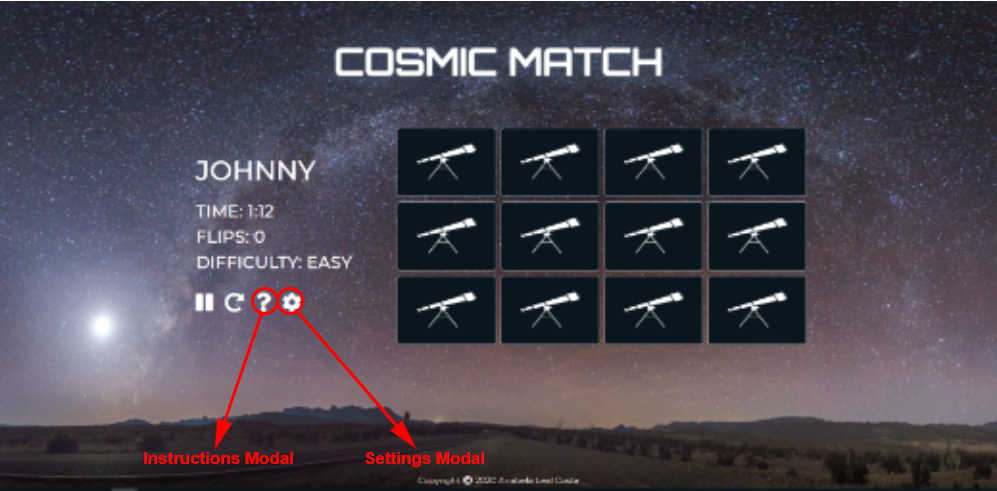 COSMIC MATCH
JOHNNY
TIME: 1:12
FLIPS: 0
DIFFICULTY: EASY
?
Instructions Modal
Settings Modal
Copyright © 2020 Anabela Leal Costa